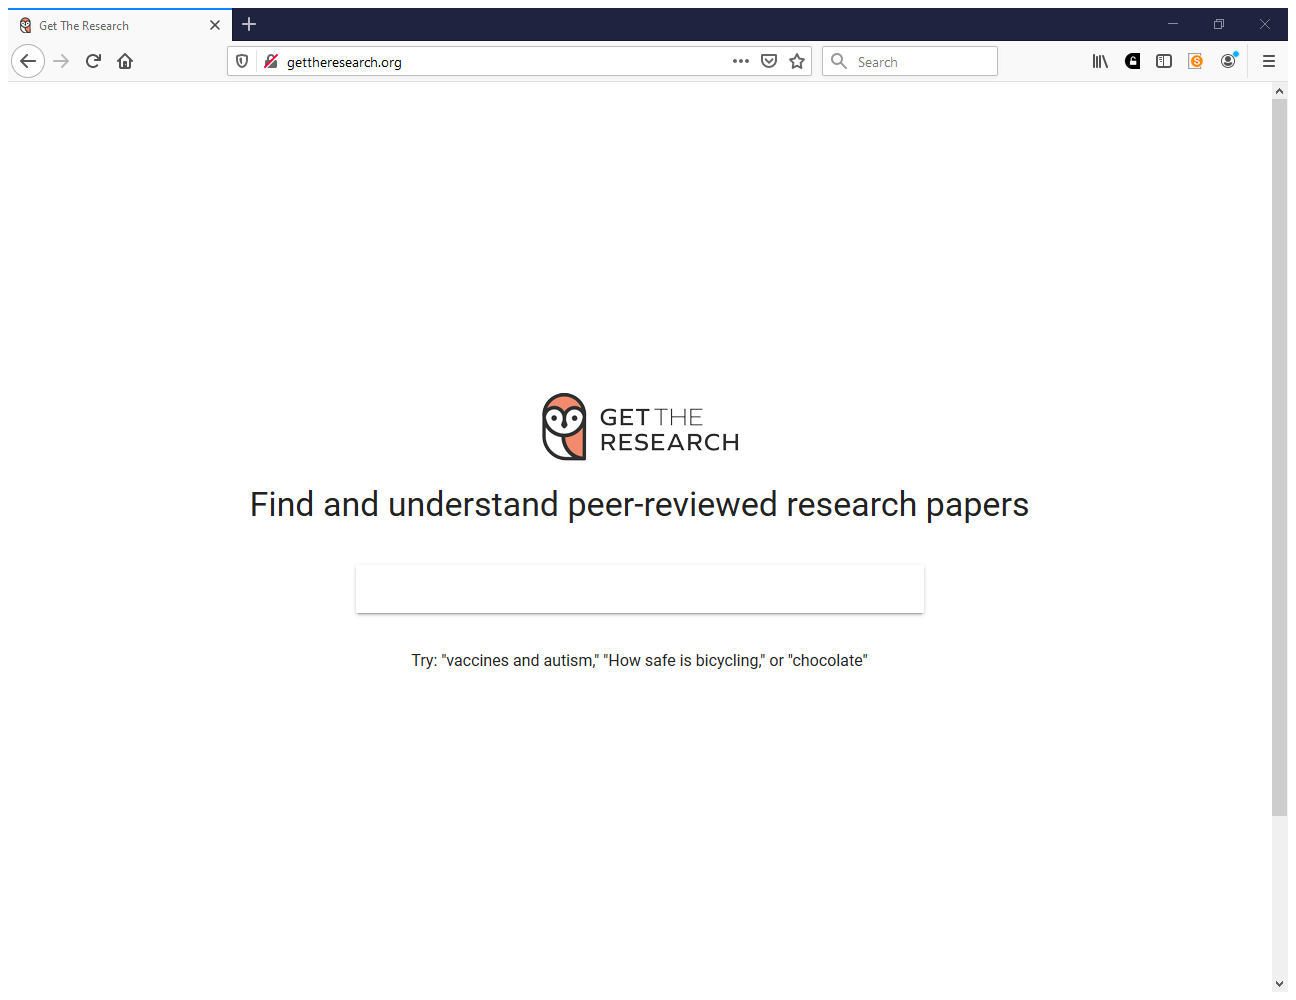 Get The Research
gettheresearch.org
Search
GET THE
RESEARCH
Find and understand peer-reviewed research papers
Try: "vaccines and autism," "How safe is bicycling," or "chocolate"